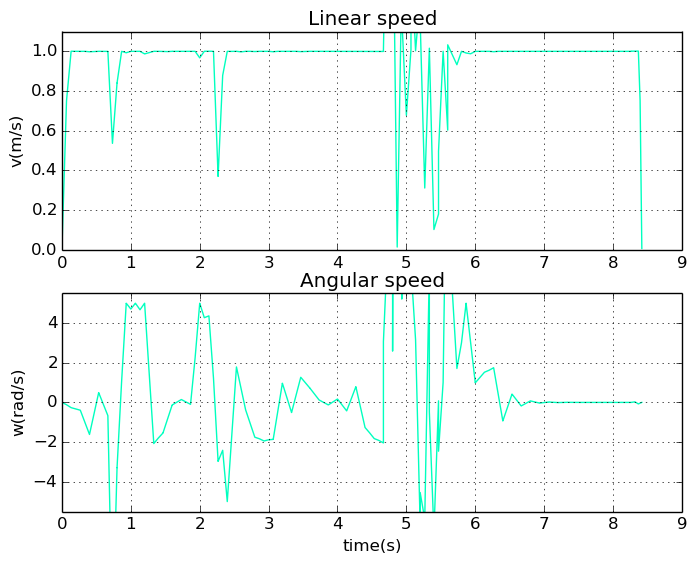 Linear speed
1.0
0.8
0.6
0.4
0.2
0.0
v(m/s)
0 1 2 3 4 5 6 7 8 9
Angular speed
4
2
0
−2
−4
w(rad/s)
0 1 2 3 4 5 6 7 8 9
time(s)